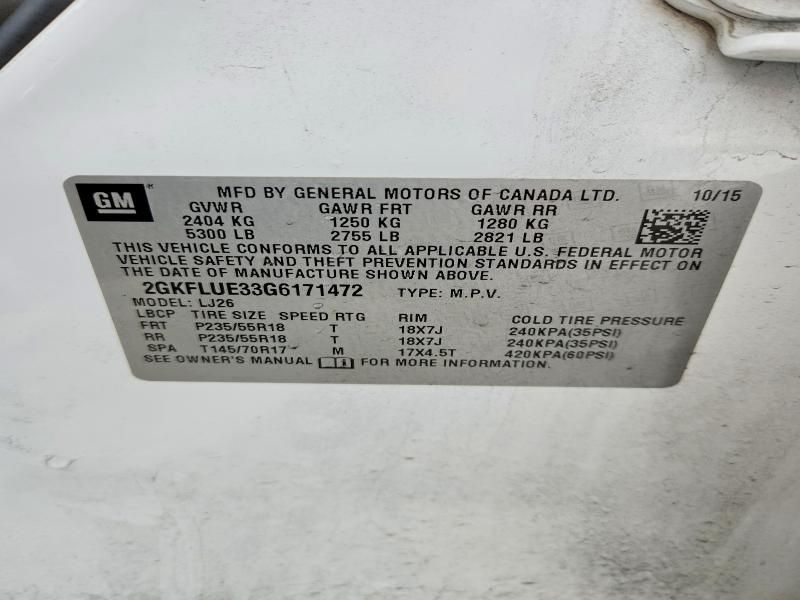 GM
MFD BY GENERAL MOTORS OF CANADA LTD. 10/15
GVWR GAWR FRT GAWR RR
2404 KG 1250 KG 1280 KG
5300 LB 2755 LB 2821 LB
THIS VEHICLE CONFORMS TO ALL APPLICABLE U.S. FEDERAL MOTOR
VEHICLE SAFETY AND THEFT PREVENTION STANDARDS IN EFFECT ON
THE DATE OF MANUFACTURE SHOWN ABOVE.
2GKFLUE33G6171472 TYPE: M.P.V.
MODEL: LJ26
LBCP TIRE SIZE SPEED RTG RIM COLD TIRE PRESSURE
FRT P235/55R18 T 18X7J 240KPA(35PSI)
RR P235/55R18 T 18X7J 240KPA(35PSI)
SPA T145/70R17 M 17X4.5T 420KPA(60PSI)
SEE OWNER'S MANUAL FOR MORE INFORMATION.